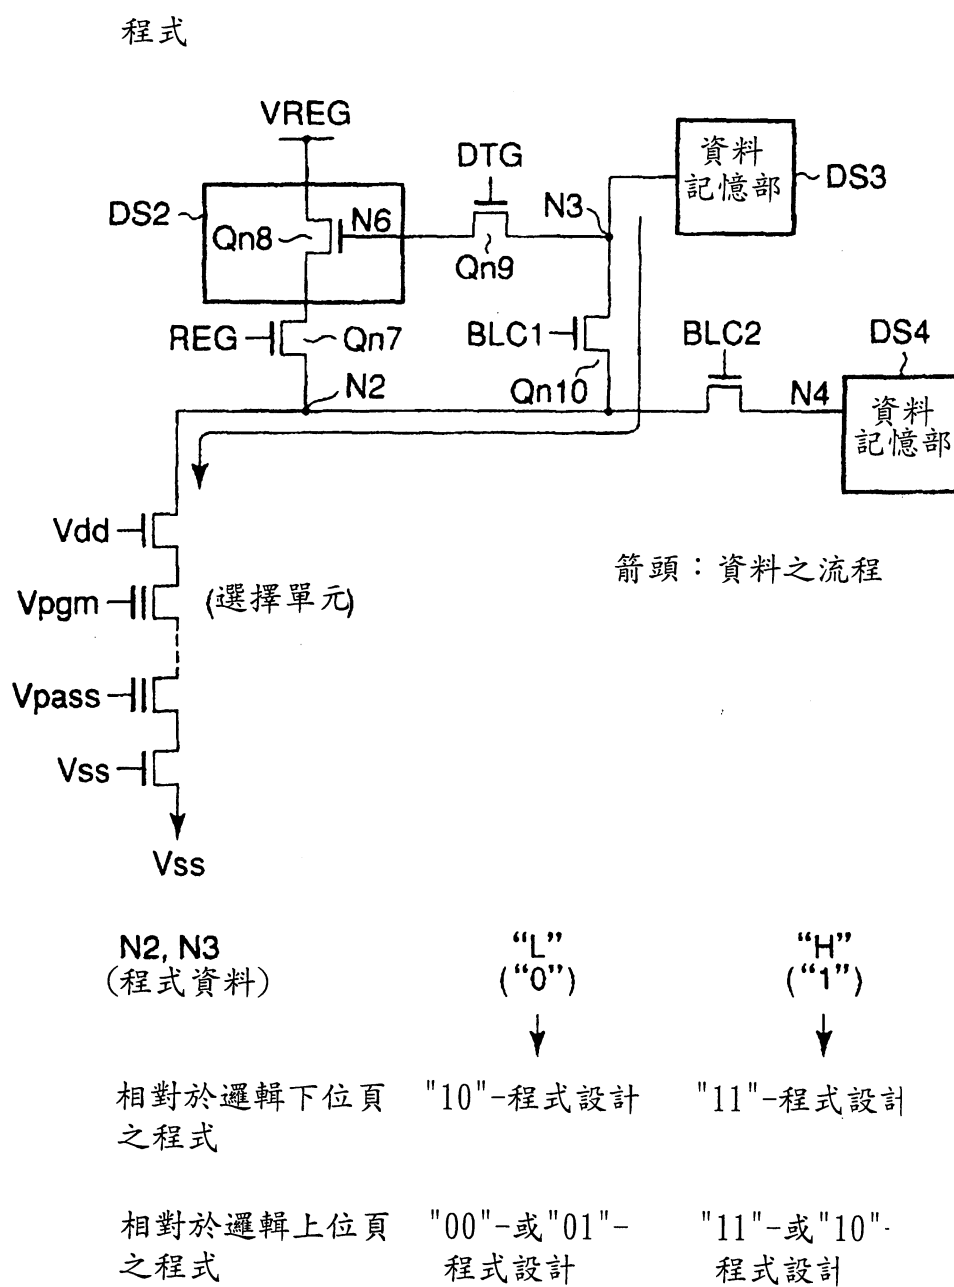 程式
VREG
DTG
資料
記憶部
DS3
DS2
Qn8
N6
N3
Qn9
REG
Qn7
BLC1
BLC2
DS4
N2
Qn10
N4
資料
記憶部
Vdd
箭頭：資料之流程
Vpgm
(選擇單元)
Vpass
Vss
Vss
N2, N3 “L” “H”
(程式資料) (“0”) (“1”)
相對於邏輯下位頁 "10"-程式設計 "11"-程式設計
之程式
相對於邏輯上位頁 "00"-或"01"- "11"-或"10"-
之程式 程式設計 程式設計